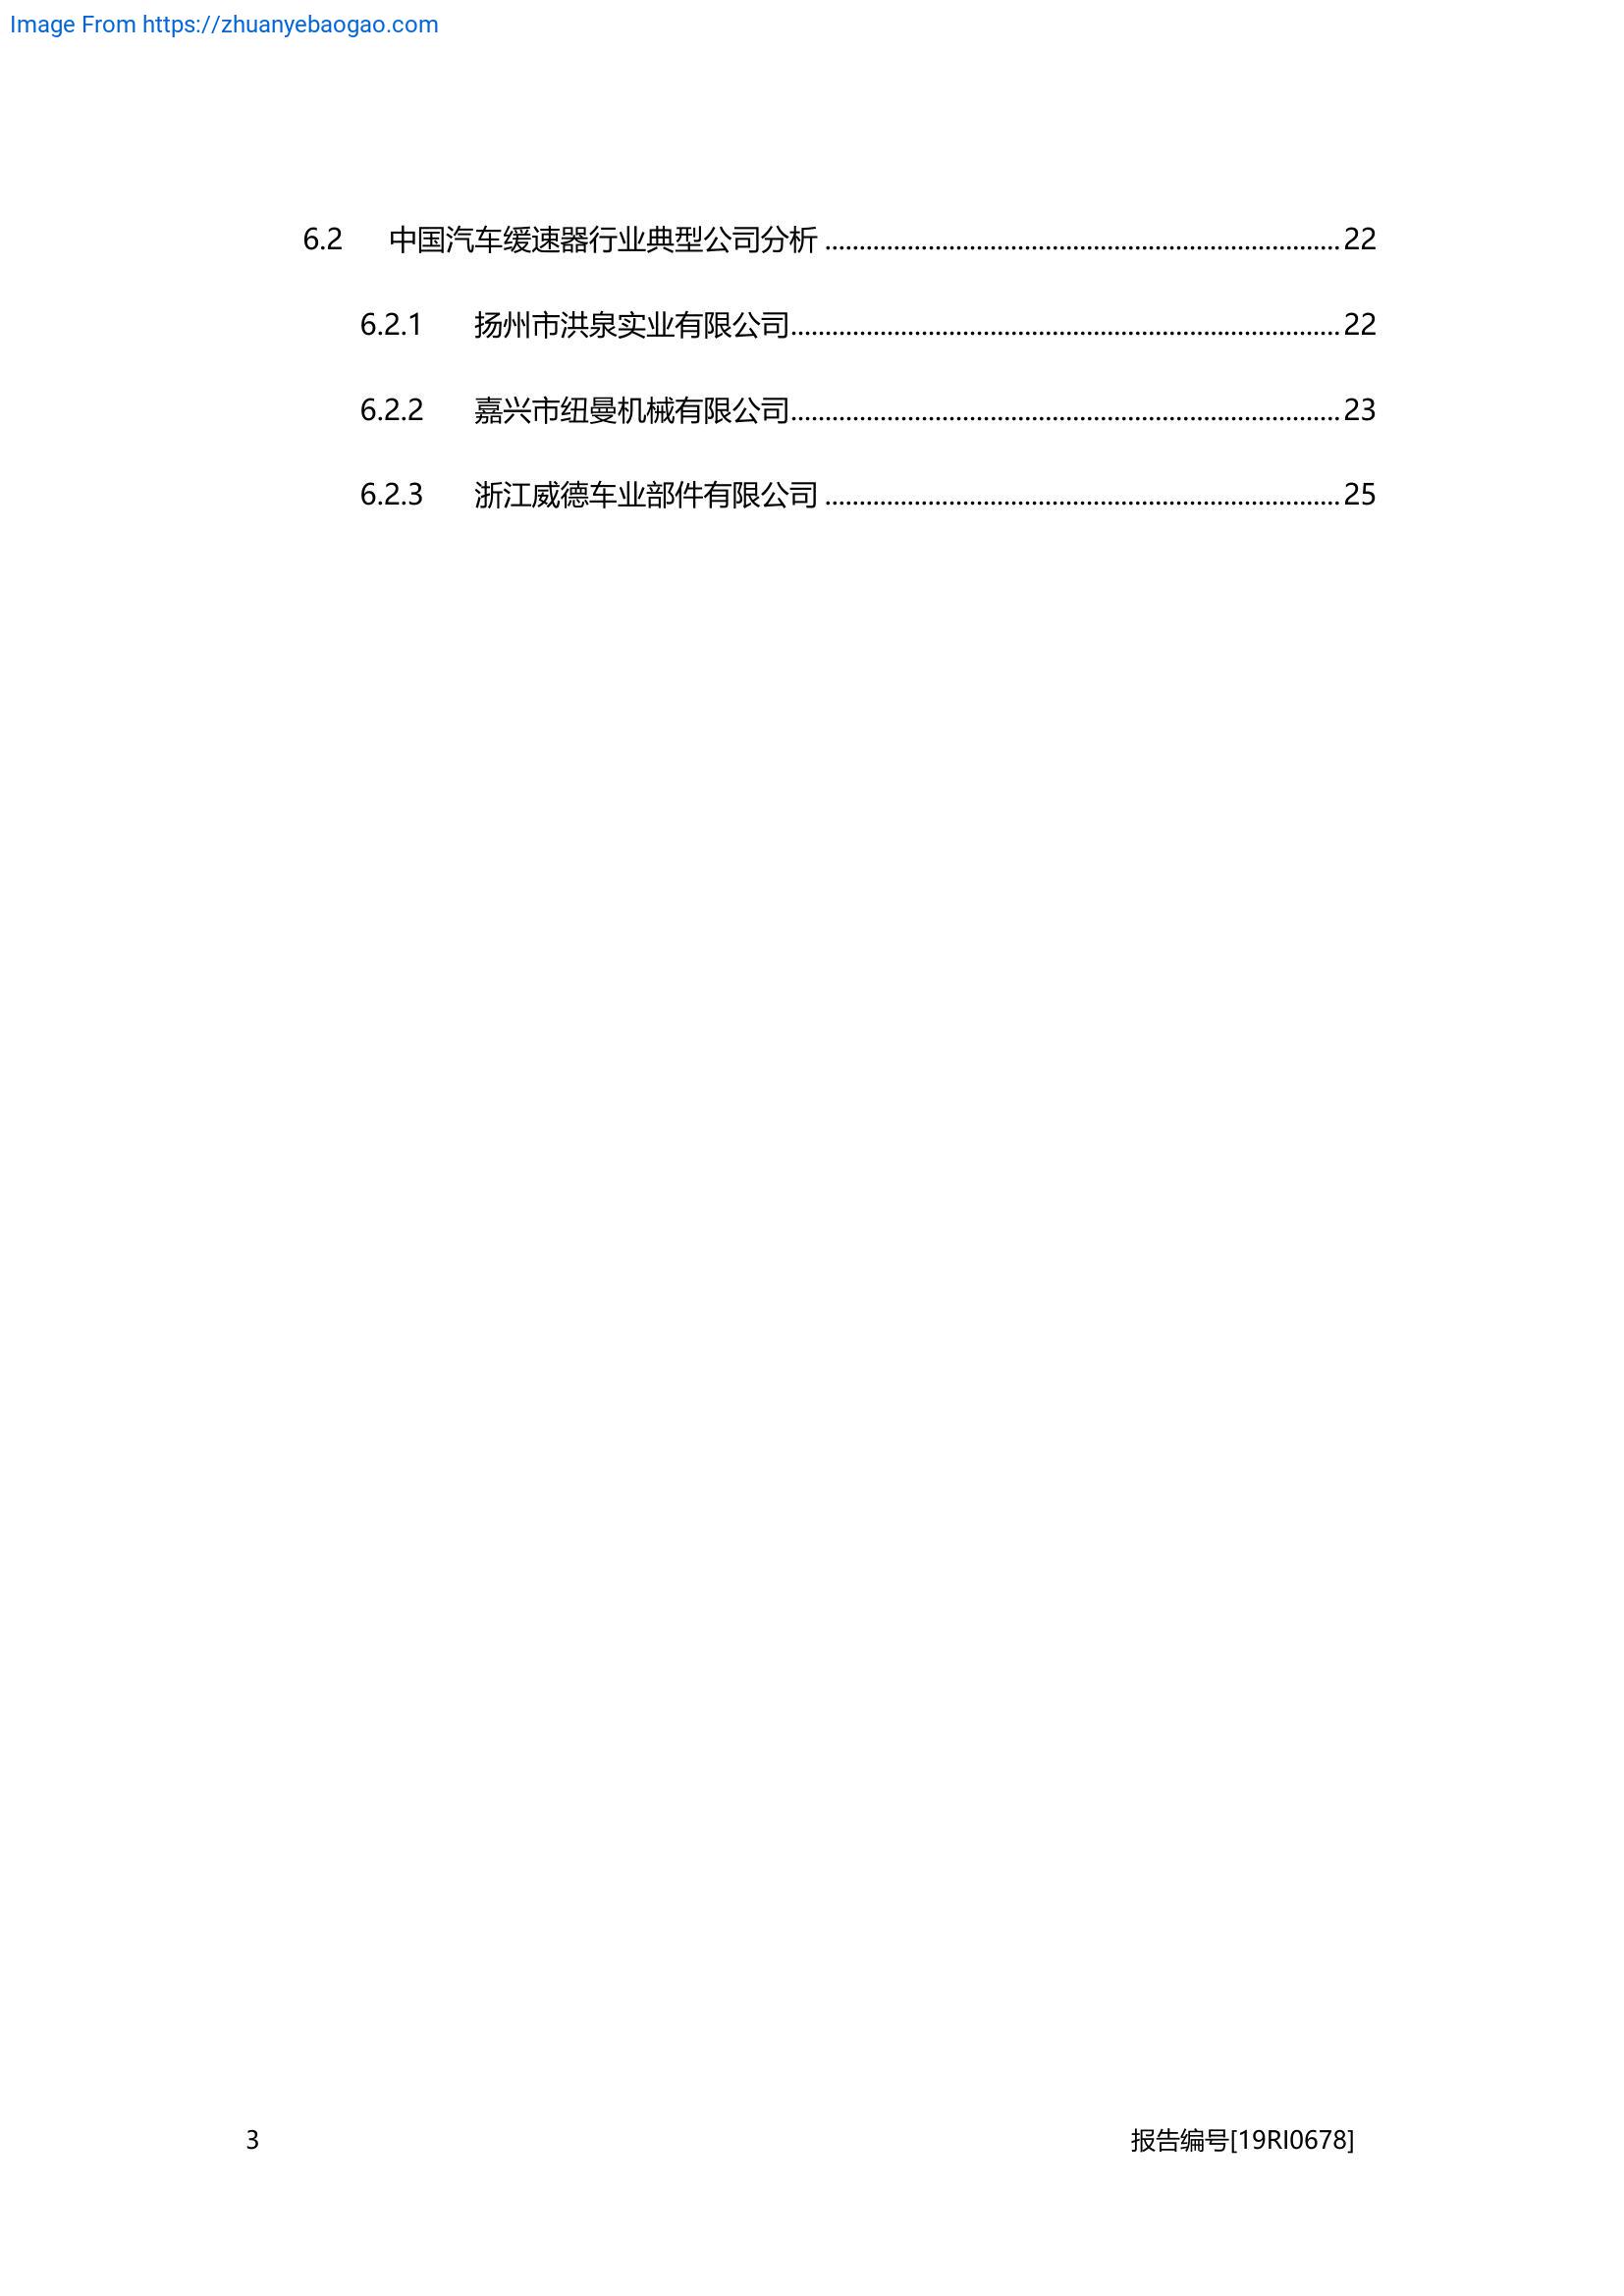 Image From https://zhuanyebaogao.com
6.2 中国汽车缓速器行业典型公司分析 ........................................................................... 22
6.2.1 扬州市洪泉实业有限公司................................................................................ 22
6.2.2 嘉兴市纽曼机械有限公司................................................................................ 23
6.2.3 浙江威德车业部件有限公司 ........................................................................... 25
3 报告编号[19RI0678]